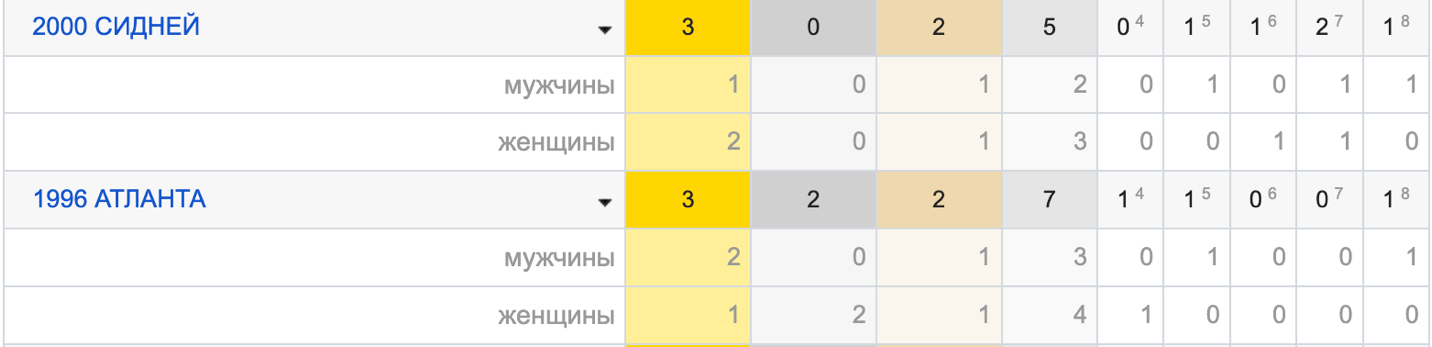 2000 СИДНЕЙ 3 0 2 5 0 4 1 5 1 6 2 7 1 8
мужчины 1 0 1 2 0 1 0 1 1
женщины 2 0 1 3 0 0 1 1 0
1996 АТЛАНТА 3 2 2 7 1 4 1 5 0 6 0 7 1 8
мужчины 2 0 1 3 0 1 0 0 1
женщины 1 2 1 4 1 0 0 0 0